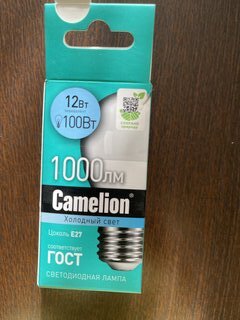 12Вт
100Вт
1000лм
Camelion®
Холодный свет
Цоколь E27
соответствует
ГОСТ
СВЕТОДИОДНАЯ ЛАМПА